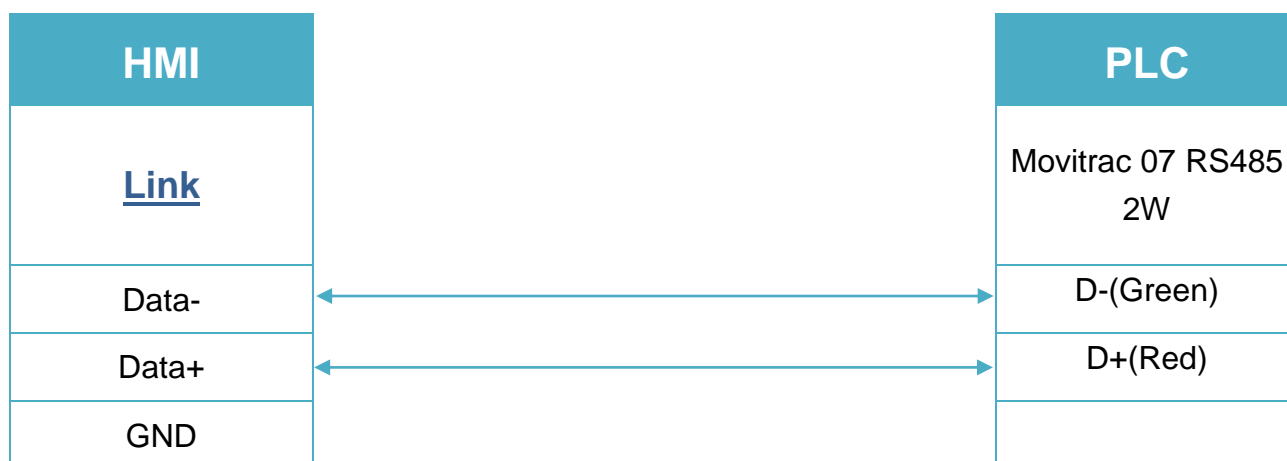 HMI
PLC
Link
Movitrac 07 RS485
2W
Data-
D-(Green)
Data+
D+(Red)
GND